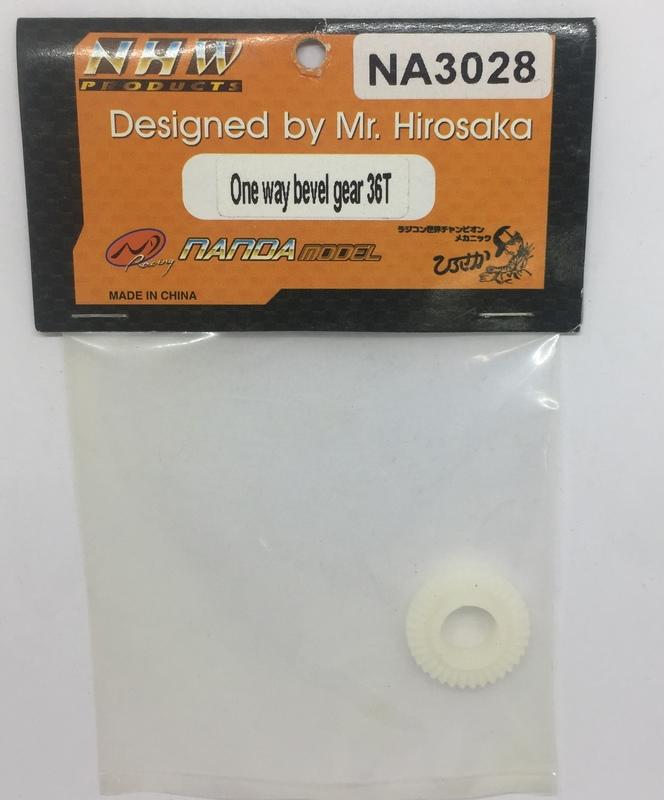 NHW
PRODUCTS
NA3028
Designed by Mr. Hirosaka
One way bevel gear 36T
Racing
NANDA MODEL
ラジコン世界チャンピオン
メカニック
ひろさか
MADE IN CHINA